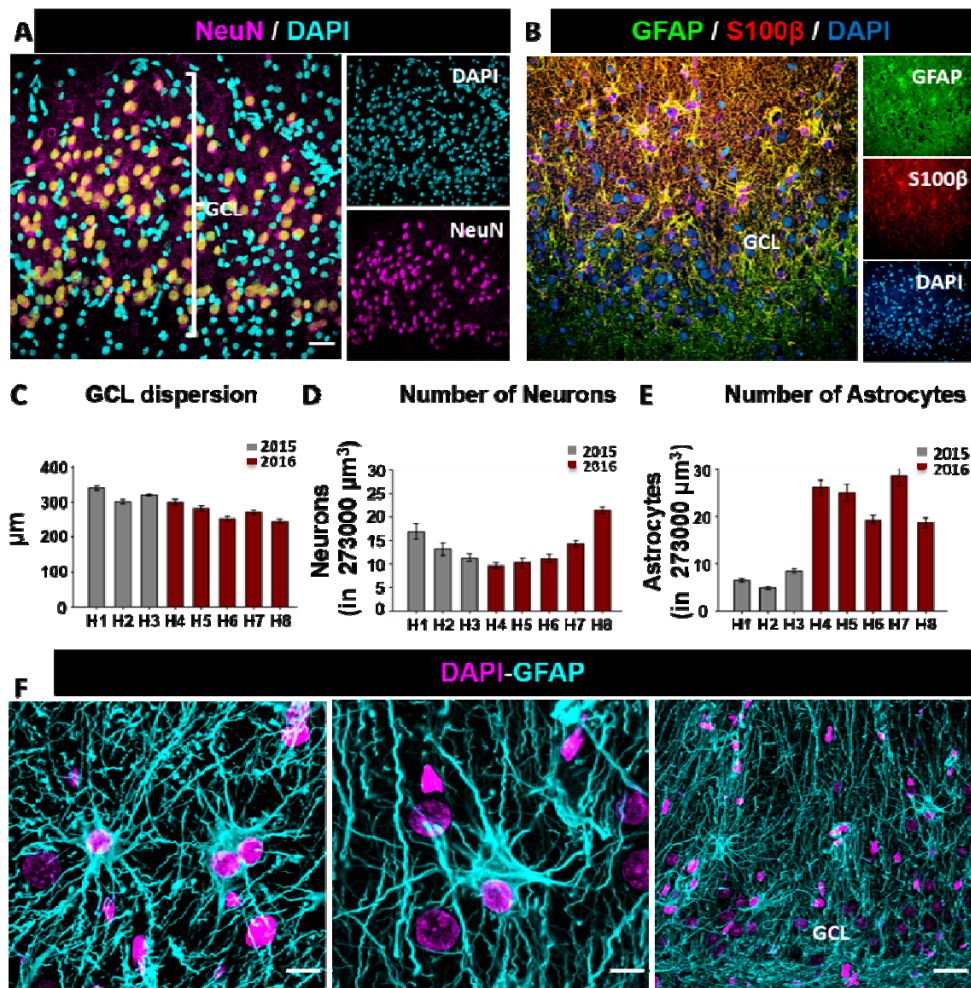 A
NeuN / DAPI
GCL
DAPI
NeuN
B
GFAP / S100β / DAPI
GCL
GFAP
S100β
DAPI
C GCL dispersion
2015
2016
µm
400
300
200
100
0
H1 H2 H3 H4 H5 H6 H7 H8
D Number of Neurons
2015
2016
Neurons
(in 273000 µm³)
30
25
20
15
10
5
0
H1 H2 H3 H4 H5 H6 H7 H8
E Number of Astrocytes
2015
2016
Astrocytes
(in 273000 µm³)
30
20
10
0
H1 H2 H3 H4 H5 H6 H7 H8
F
DAPI-GFAP
GCL